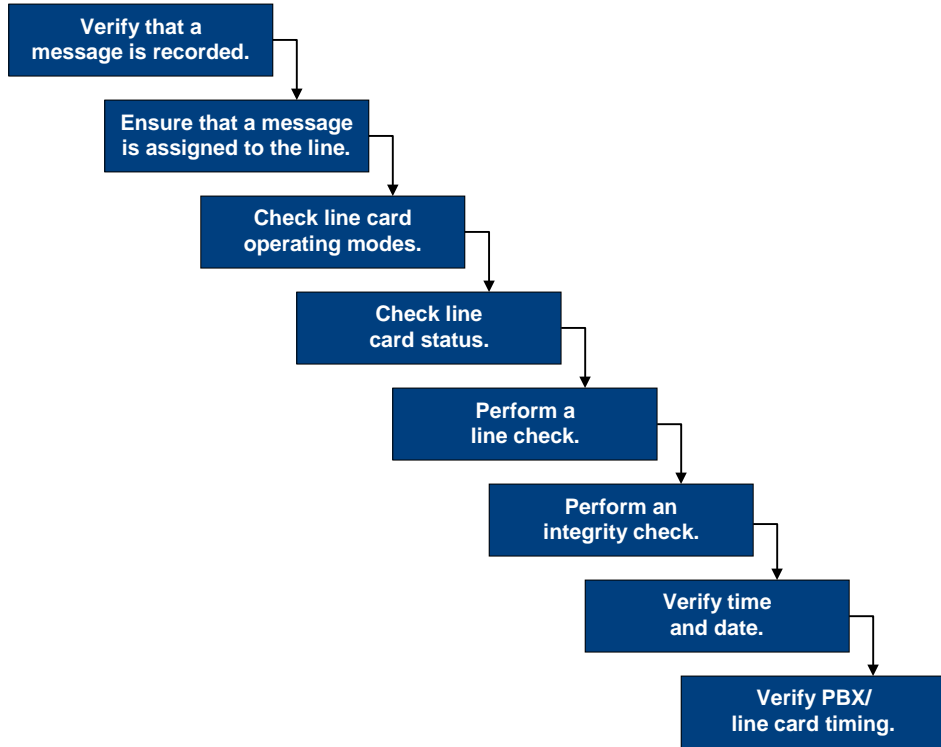 Verify that a
message is recorded.
Ensure that a message
is assigned to the line.
Check line card
operating modes.
Check line
card status.
Perform a
line check.
Perform an
integrity check.
Verify time
and date.
Verify PBX/
line card timing.